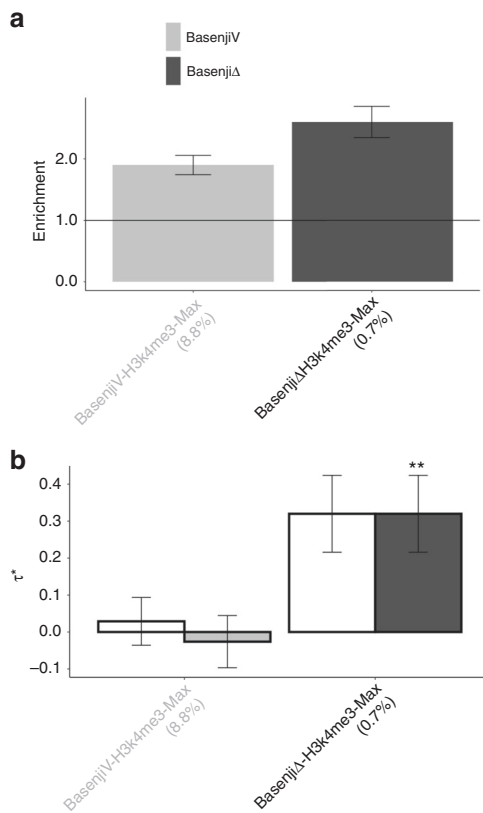 a
BasenjiV
BasenjiΔ
Enrichment
2.0
1.0
0.0
BasenjiV-H3k4me3-Max
(8.8%)
BasenjiΔH3k4me3-Max
(0.7%)
b
**
τ*
0.4
0.3
0.2
0.1
0.0
–0.1
BasenjiV-H3k4me3-Max
(8.8%)
BasenjiΔ-H3k4me3-Max
(0.7%)